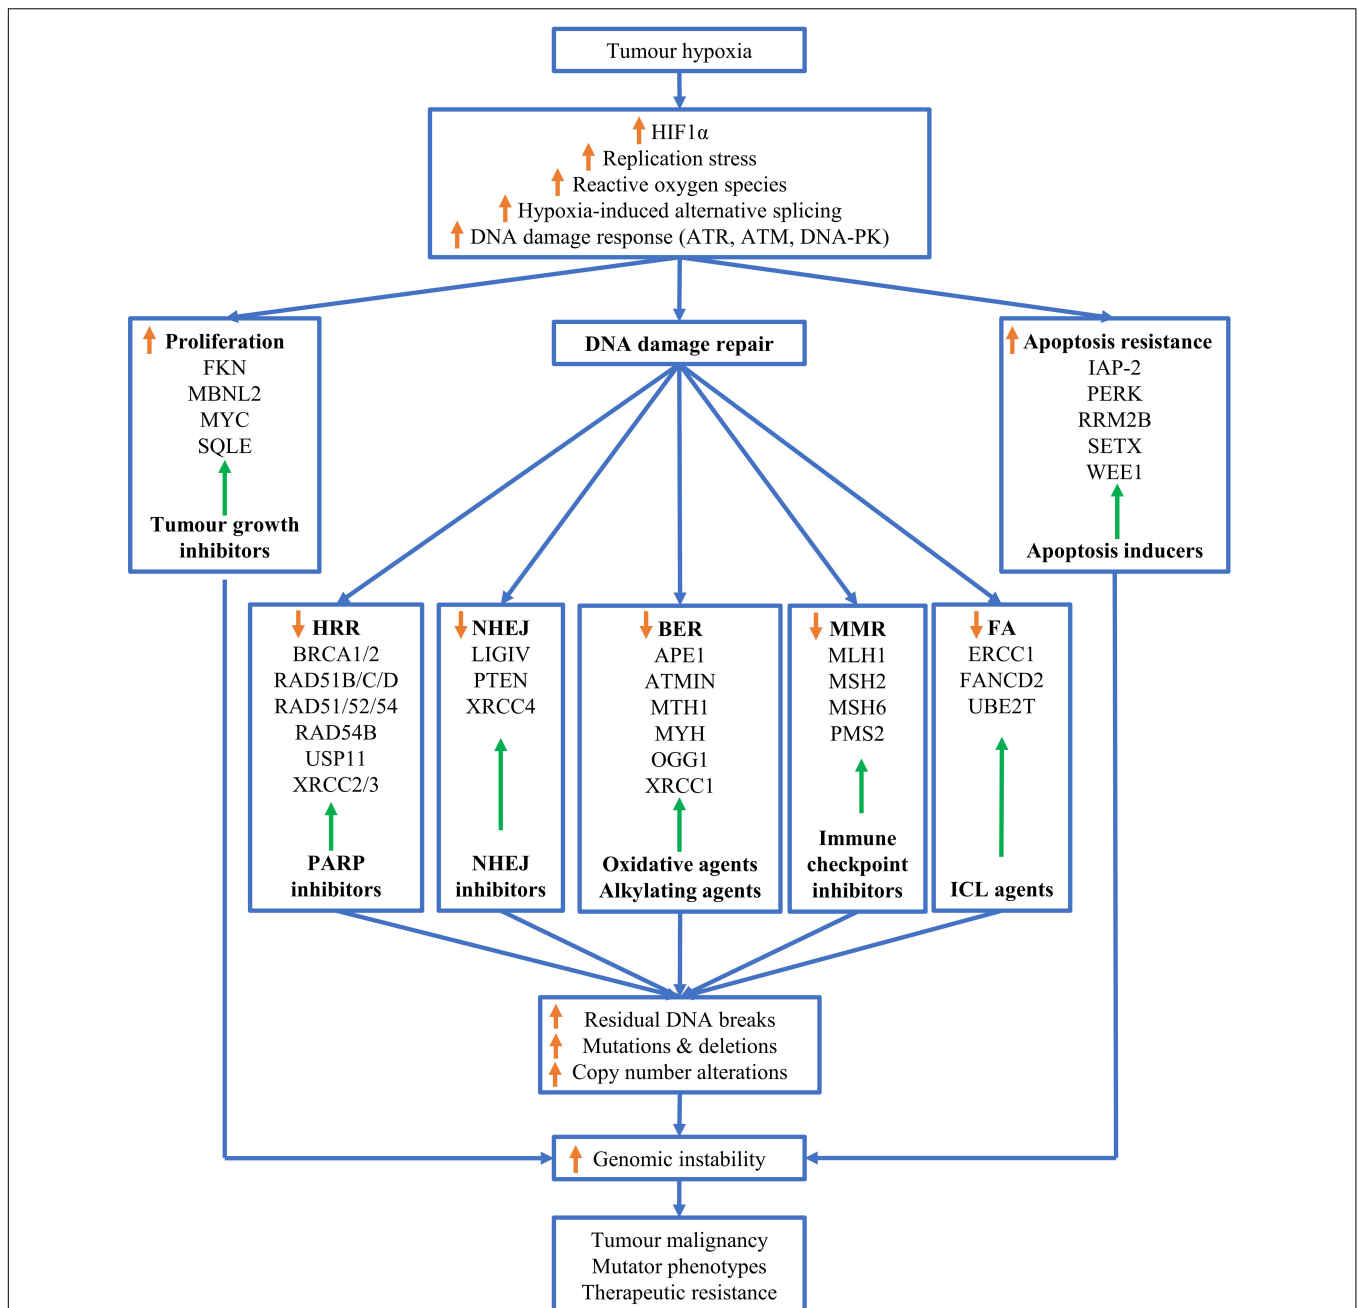 Tumour hypoxia
HIF1α
Replication stress
Reactive oxygen species
Hypoxia-induced alternative splicing
DNA damage response (ATR, ATM, DNA-PK)
Proliferation
FKN
MBNL2
MYC
SQLE
Tumour growth
inhibitors
DNA damage repair
Apoptosis resistance
IAP-2
PERK
RRM2B
SETX
WEE1
Apoptosis inducers
HRR
BRCA1/2
RAD51B/C/D
RAD51/52/54
RAD54B
USP11
XRCC2/3
PARP
inhibitors
NHEJ
LIGIV
PTEN
XRCC4
NHEJ
inhibitors
BER
APE1
ATMIN
MTH1
MYH
OGG1
XRCC1
Oxidative agents
Alkylating agents
MMR
MLH1
MSH2
MSH6
PMS2
Immune
checkpoint
inhibitors
FA
ERCC1
FANCD2
UBE2T
ICL agents
Residual DNA breaks
Mutations & deletions
Copy number alterations
Genomic instability
Tumour malignancy
Mutator phenotypes
Therapeutic resistance